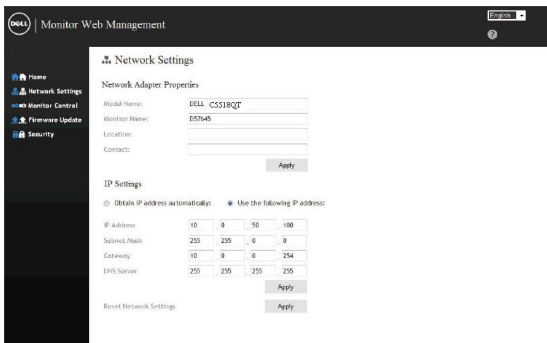 DELL | Monitor Web Management
English
?
Home
Network Settings
Monitor Control
Firmware Update
Security
Network Settings
Network Adapter Properties
Model Name: DELL C5518QT
Monitor Name: D57645
Location:
Contact:
Apply
IP Settings
Obtain IP address automatically: Use the following IP address:
IP Address 10 . 0 . 50 . 100
Subnet Mask 255 . 255 . 0 . 0
Gateway 10 . 0 . 0 . 254
DNS Server 255 . 255 . 255 . 255
Apply
Reset Network Settings Apply